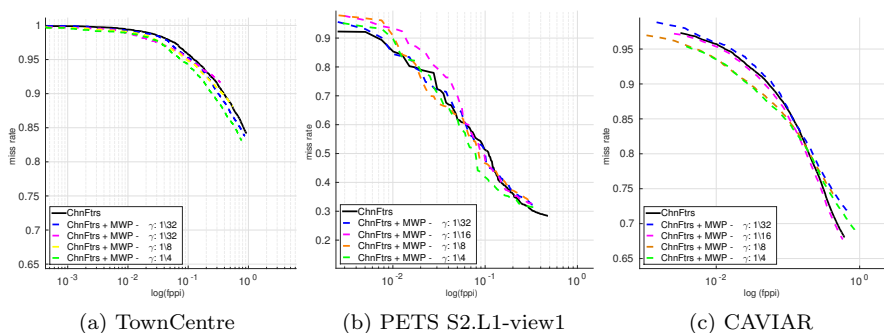 1
0.95
0.9
0.85
0.8
0.75
0.7
0.65
miss rate
10^-3
10^-2
10^-1
10^0
log(fppi)
ChnFtrs
ChnFtrs + MWP - γ: 1\32
ChnFtrs + MWP - γ: 1\32
ChnFtrs + MWP - γ: 1\8
ChnFtrs + MWP - γ: 1\4
(a) TownCentre
0.9
0.8
0.7
0.6
0.5
0.4
0.3
0.2
miss rate
10^-2
10^-1
10^0
log(fppi)
ChnFtrs
ChnFtrs + MWP - γ: 1\32
ChnFtrs + MWP - γ: 1\16
ChnFtrs + MWP - γ: 1\8
ChnFtrs + MWP - γ: 1\4
(b) PETS S2.L1-view1
0.95
0.9
0.85
0.8
0.75
0.7
0.65
miss rate
10^-2
10^0
log (fppi)
ChnFtrs
ChnFtrs + MWP - γ: 1\32
ChnFtrs + MWP - γ: 1\16
ChnFtrs + MWP - γ: 1\8
ChnFtrs + MWP - γ: 1\4
(c) CAVIAR